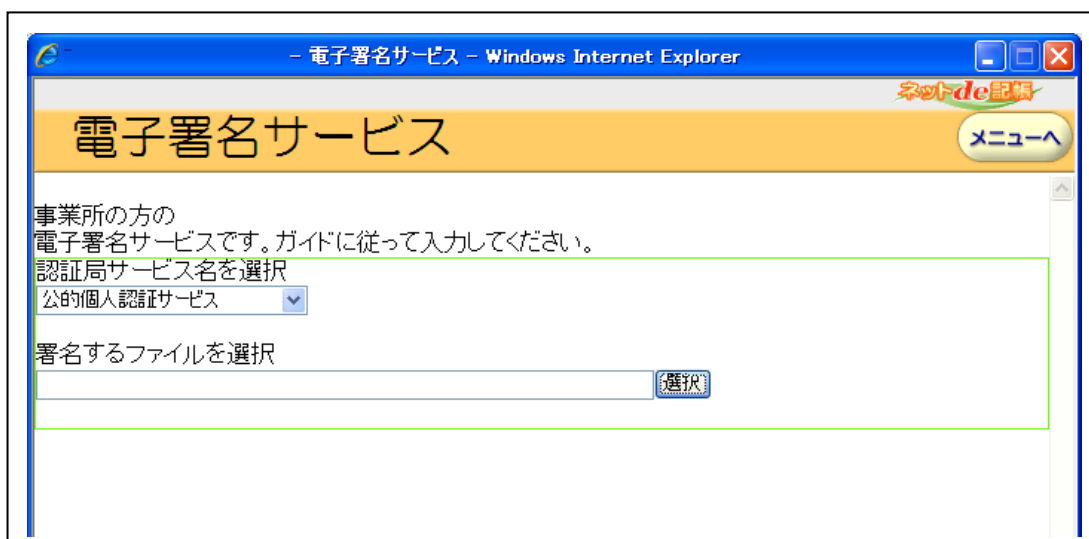 - 電子署名サービス - Windows Internet Explorer
ネットde記帳
電子署名サービス
メニューへ
事業所の方の
電子署名サービスです。ガイドに従って入力してください。
認証局サービス名を選択
公的個人認証サービス
署名するファイルを選択
選択